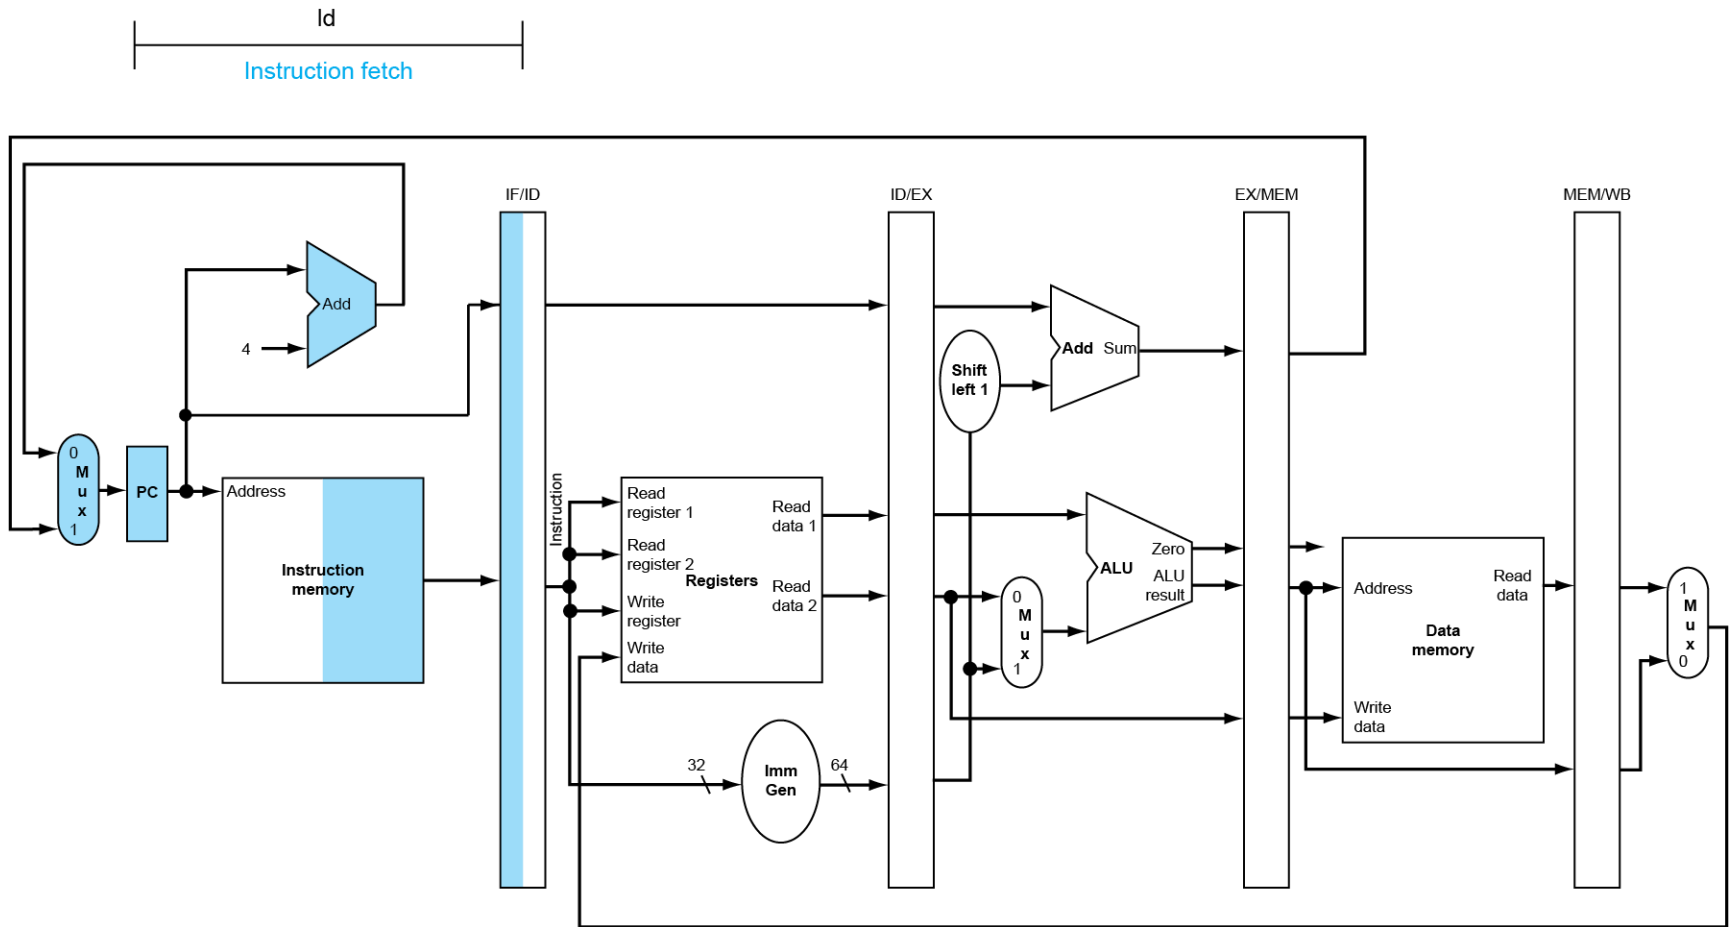 ld
Instruction fetch
IF/ID
ID/EX
EX/MEM
MEM/WB
Add
4
Add Sum
Shift
left 1
0
M
u
x
1
PC
Address
Instruction
memory
Instruction
Read
register 1
Read
register 2
Write
register
Write
data
Registers
Read
data 1
Read
data 2
0
M
u
x
1
Zero
ALU
ALU
result
Address
Read
data
Data
memory
Write
data
1
M
u
x
0
32
Imm
Gen
64